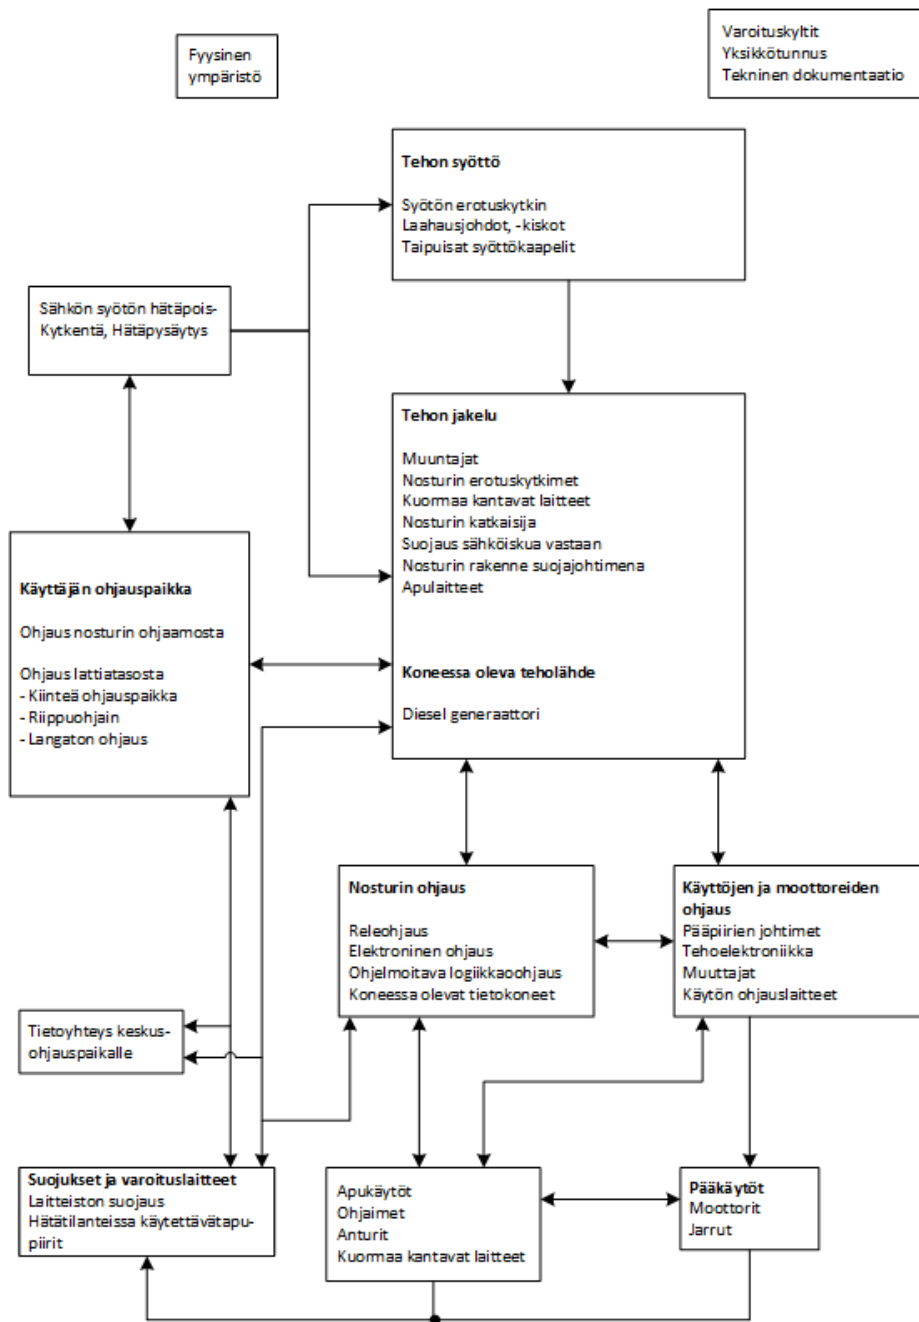 Fyysinen
ympäristö
Varoituskyltit
Yksikkötunnus
Tekninen dokumentaatio
Tehon syöttö
Syötön erotuskytkin
Laahausjohdot, -kiskot
Taipuisat syöttökaapelit
Sähkön syötön hätäpois-
Kytkentä, Hätäpysäytys
Tehon jakelu
Muuntajat
Nosturin erotuskytkimet
Kuormaa kantavat laitteet
Nosturin katkaisija
Suojaus sähköiskua vastaan
Nosturin rakenne suojajohtimena
Apulaitteet
Koneessa oleva teholähde
Diesel generaattori
Käyttäjän ohjauspaikka
Ohjaus nosturin ohjaamosta
Ohjaus lattiatasosta
- Kiinteä ohjauspaikka
- Riippuohjain
- Langaton ohjaus
Nosturin ohjaus
Releohjaus
Elektroninen ohjaus
Ohjelmoitava logiikkaoohjaus
Koneessa olevat tietokoneet
Käyttöjen ja moottoreiden
ohjaus
Pääpiirien johtimet
Tehoelektroniikka
Muuttajat
Käytön ohjauslaitteet
Tietoyhteys keskus-
ohjauspaikalle
Suojukset ja varoituslaitteet
Laitteiston suojaus
Hätätilanteissa käytettävätapu-
piirit
Apukäytöt
Ohjaimet
Anturit
Kuormaa kantavat laitteet
Pääkäytöt
Moottorit
Jarrut